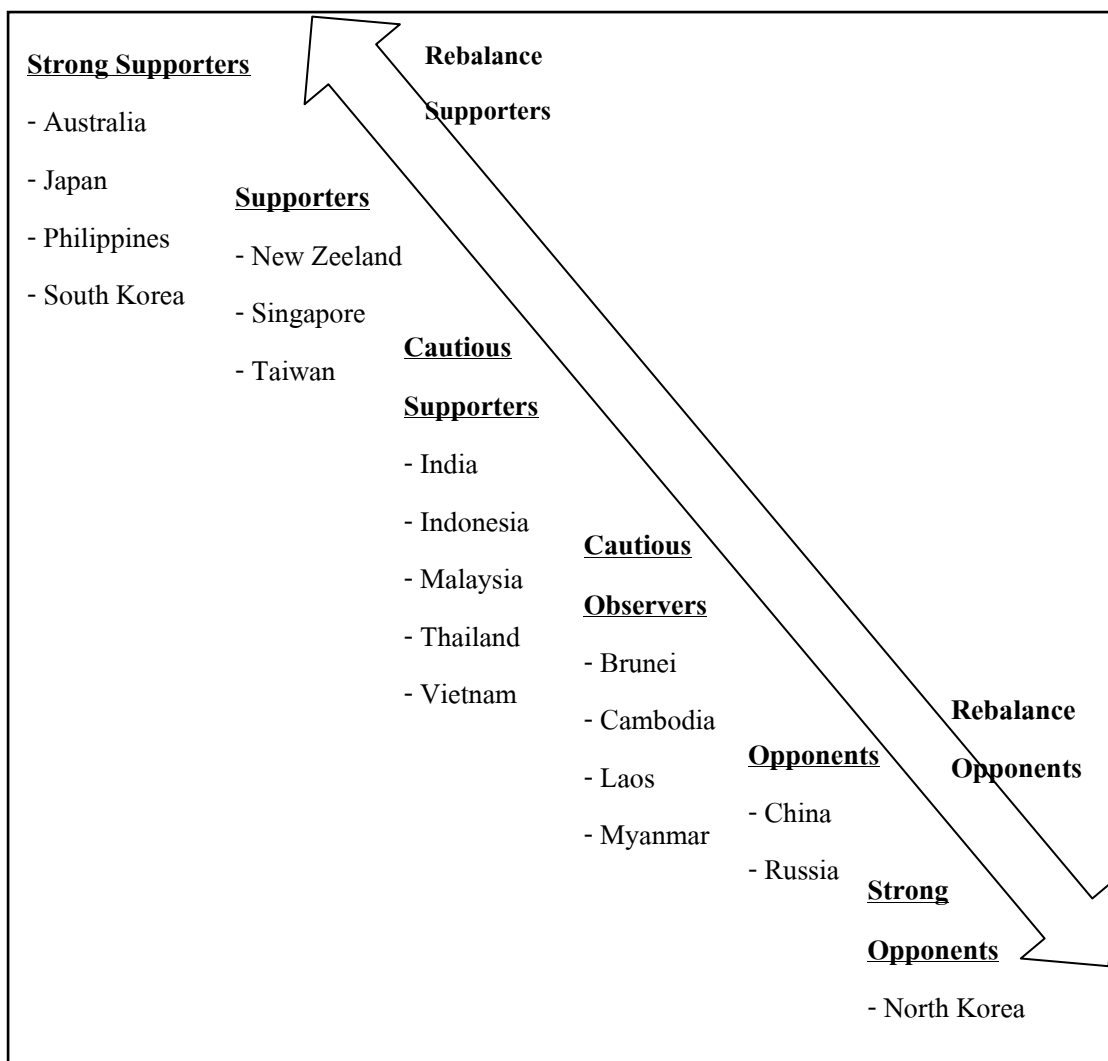 Strong Supporters
- Australia
- Japan
- Philippines
- South Korea
Rebalance
Supporters
Supporters
- New Zeeland
- Singapore
- Taiwan
Cautious
Supporters
- India
- Indonesia
- Malaysia
- Thailand
- Vietnam
Cautious
Observers
- Brunei
- Cambodia
- Laos
- Myanmar
Rebalance
Opponents
Opponents
- China
- Russia
Strong
Opponents
- North Korea